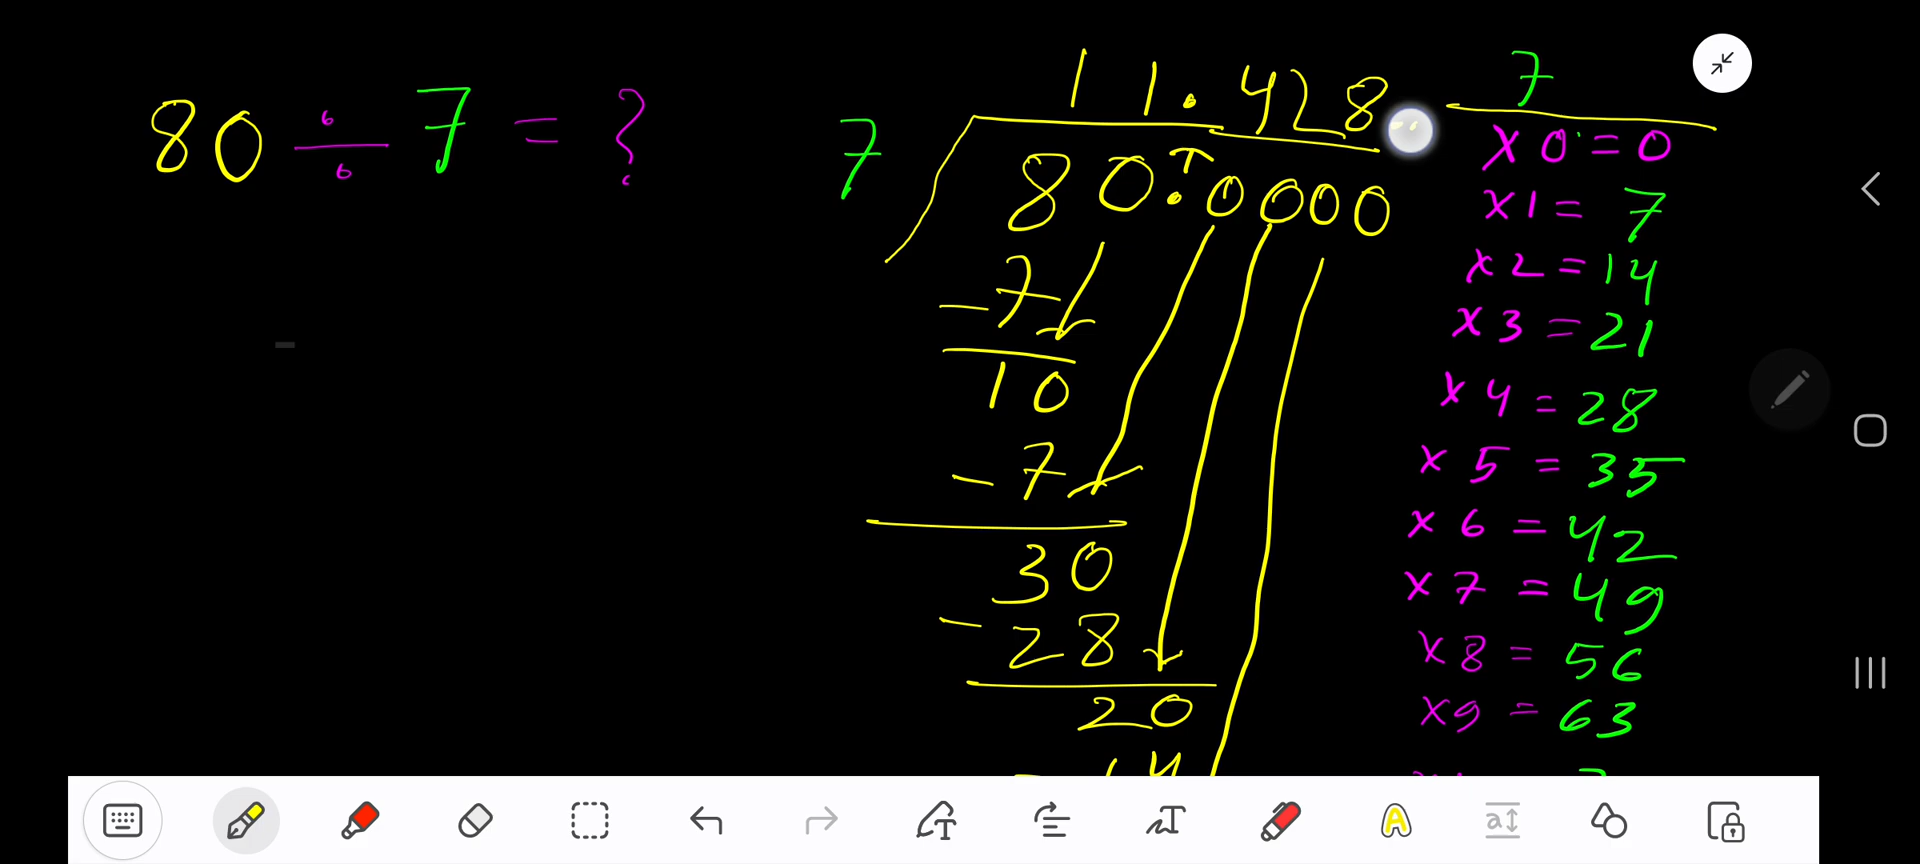 80 ÷ 7 = ?
11.428..
7
80.0000
-7
10
-7
30
-28
20
-14
7
x0=0
x1=7
x2=14
x3=21
x4=28
x5=35
x6=42
x7=49
x8=56
x9=63